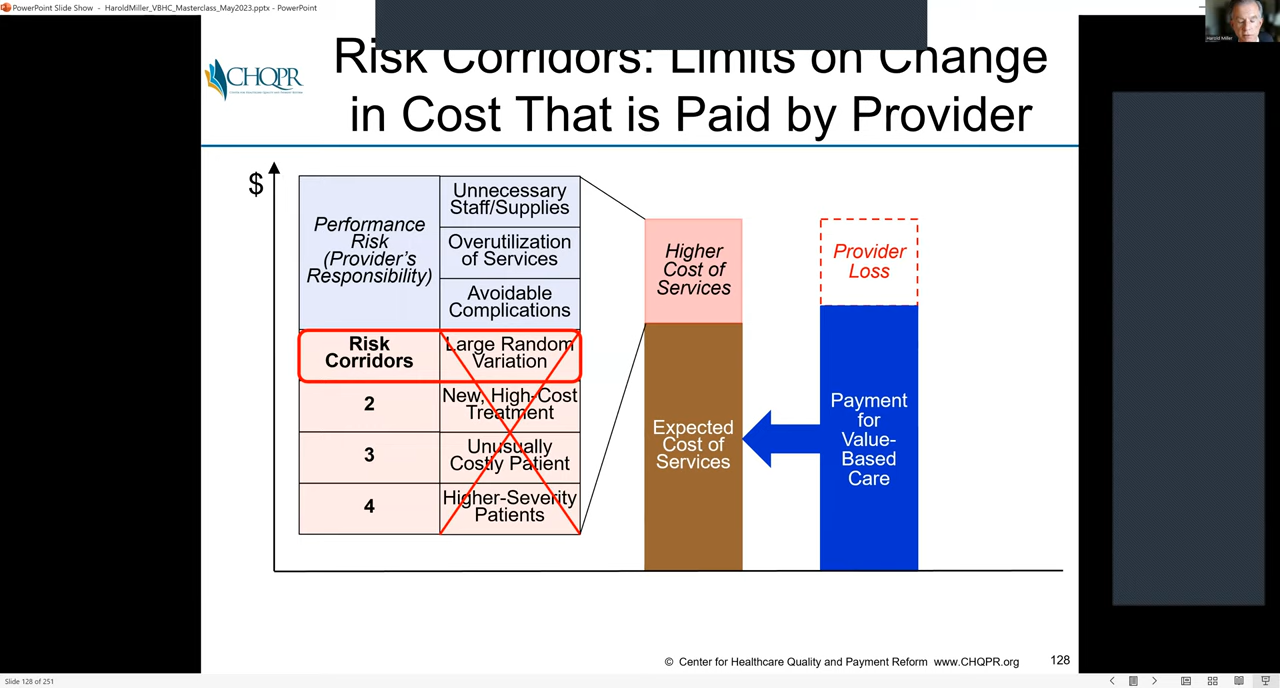 PowerPoint Slide Show - HaroldMiller_VBHC_Masterclass_May2023.pptx - PowerPoint
Harold Miller
CHQPR
Risk Corridors: Limits on Change
in Cost That is Paid by Provider
$
Performance
Risk
(Provider's
Responsibility)
Unnecessary
Staff/Supplies
Overutilization
of Services
Avoidable
Complications
Risk
Corridors
Large Random
Variation
2
New, High-Cost
Treatment
3
Unusually
Costly Patient
4
Higher-Severity
Patients
Higher
Cost of
Services
Expected
Cost of
Services
Provider
Loss
Payment
for
Value-
Based
Care
© Center for Healthcare Quality and Payment Reform www.CHQPR.org
128
Slide 128 of 251